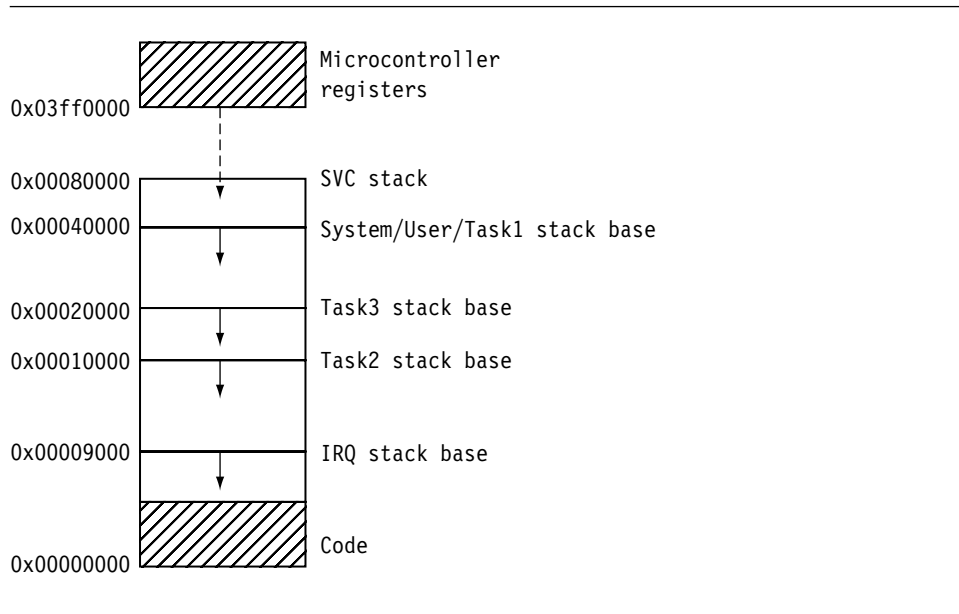 Microcontroller
registers
0x03ff0000
0x00080000 SVC stack
0x00040000 System/User/Task1 stack base
0x00020000 Task3 stack base
0x00010000 Task2 stack base
0x00009000 IRQ stack base
Code
0x00000000